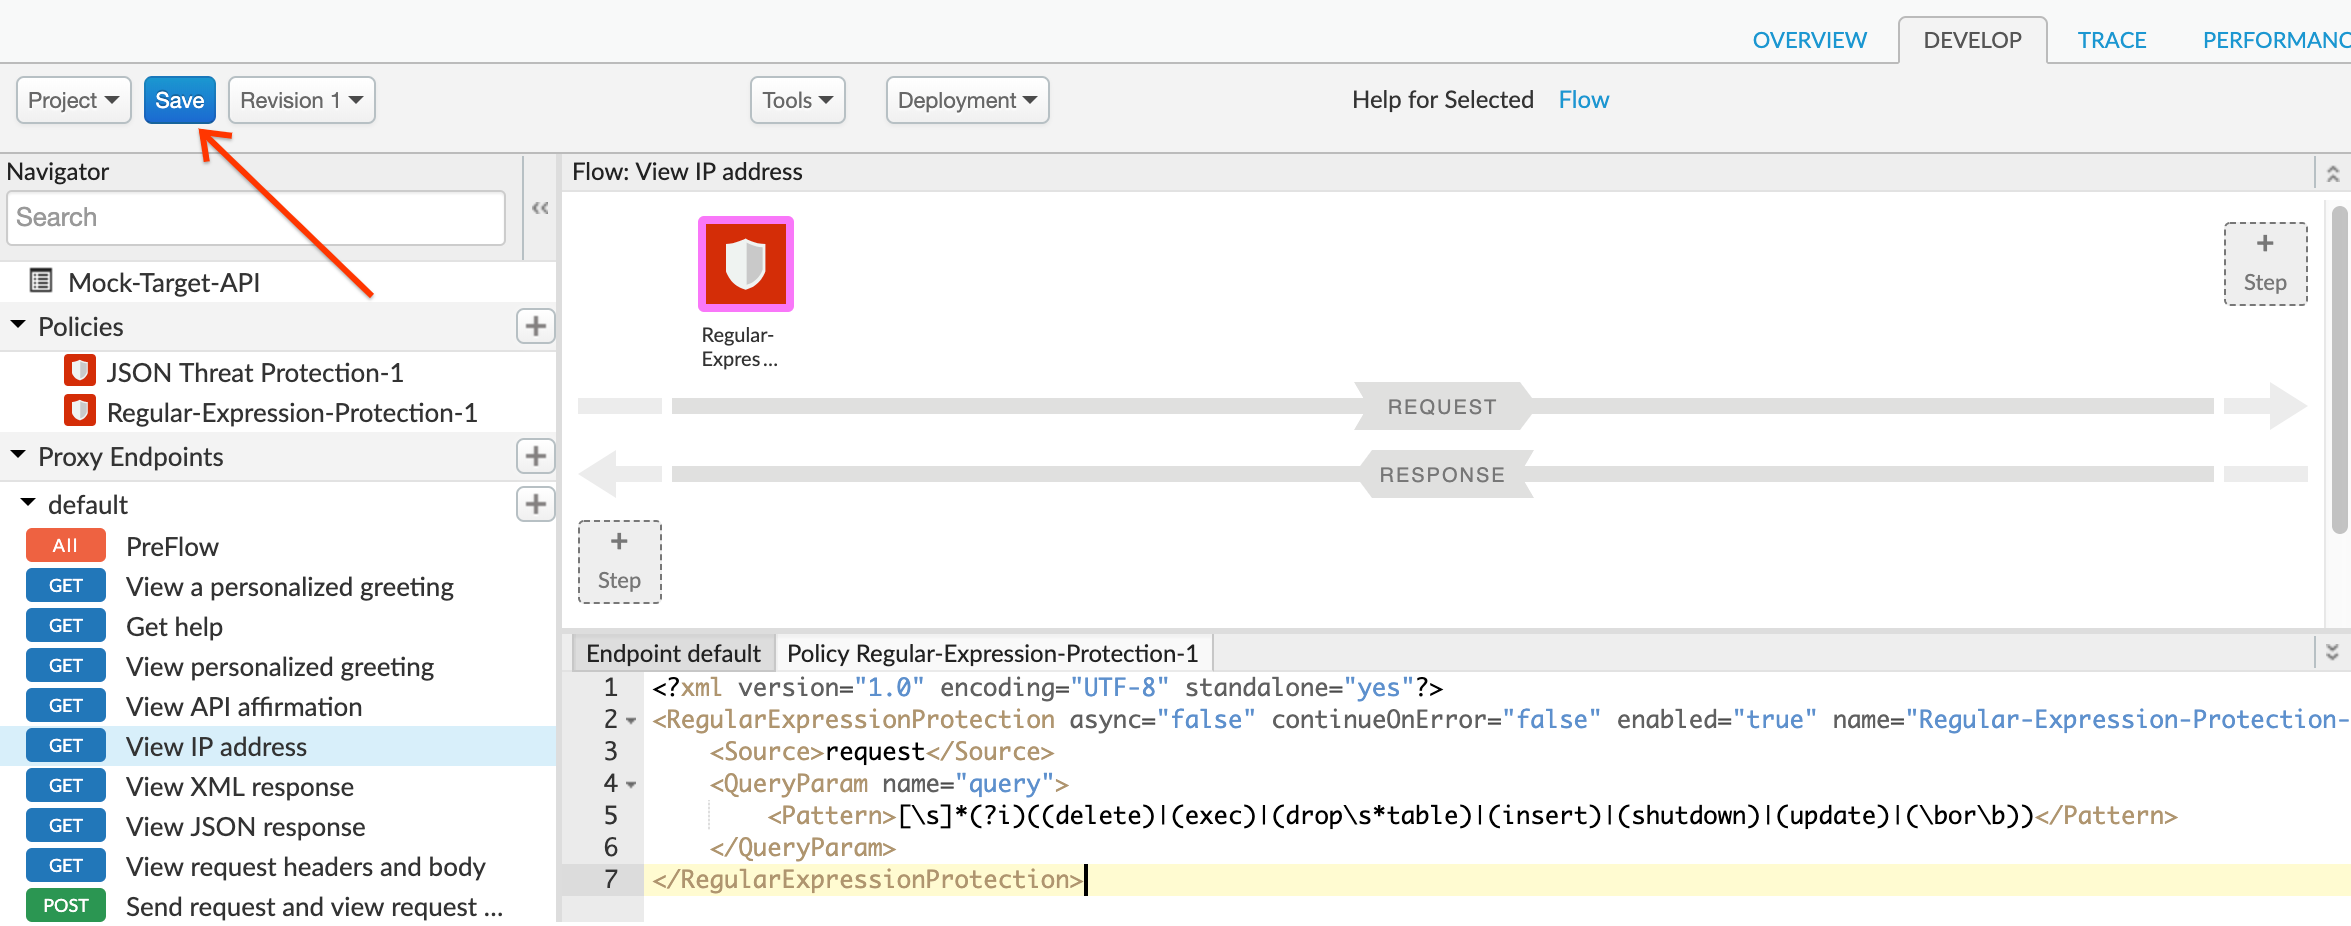 OVERVIEW DEVELOP TRACE PERFORMANC
Project Save Revision 1 Tools Deployment Help for Selected Flow
Navigator
Search
Mock-Target-API
Policies
JSON Threat Protection-1
Regular-Expression-Protection-1
Proxy Endpoints
default
All PreFlow
GET View a personalized greeting
GET Get help
GET View personalized greeting
GET View API affirmation
GET View IP address
GET View XML response
GET View JSON response
GET View request headers and body
POST Send request and view request ...
Flow: View IP address
Regular-
Expres...
+
Step
REQUEST
RESPONSE
+
Step
Endpoint default Policy Regular-Expression-Protection-1
1 <?xml version="1.0" encoding="UTF-8" standalone="yes"?>
2 <RegularExpressionProtection async="false" continueOnError="false" enabled="true" name="Regular-Expression-Protection-
3 <Source>request</Source>
4 <QueryParam name="query">
5 <Pattern>[\s]*(?i)((delete)|(exec)|(drop\s*table)|(insert)|(shutdown)|(update)|(\bor\b))</Pattern>
6 </QueryParam>
7 </RegularExpressionProtection>